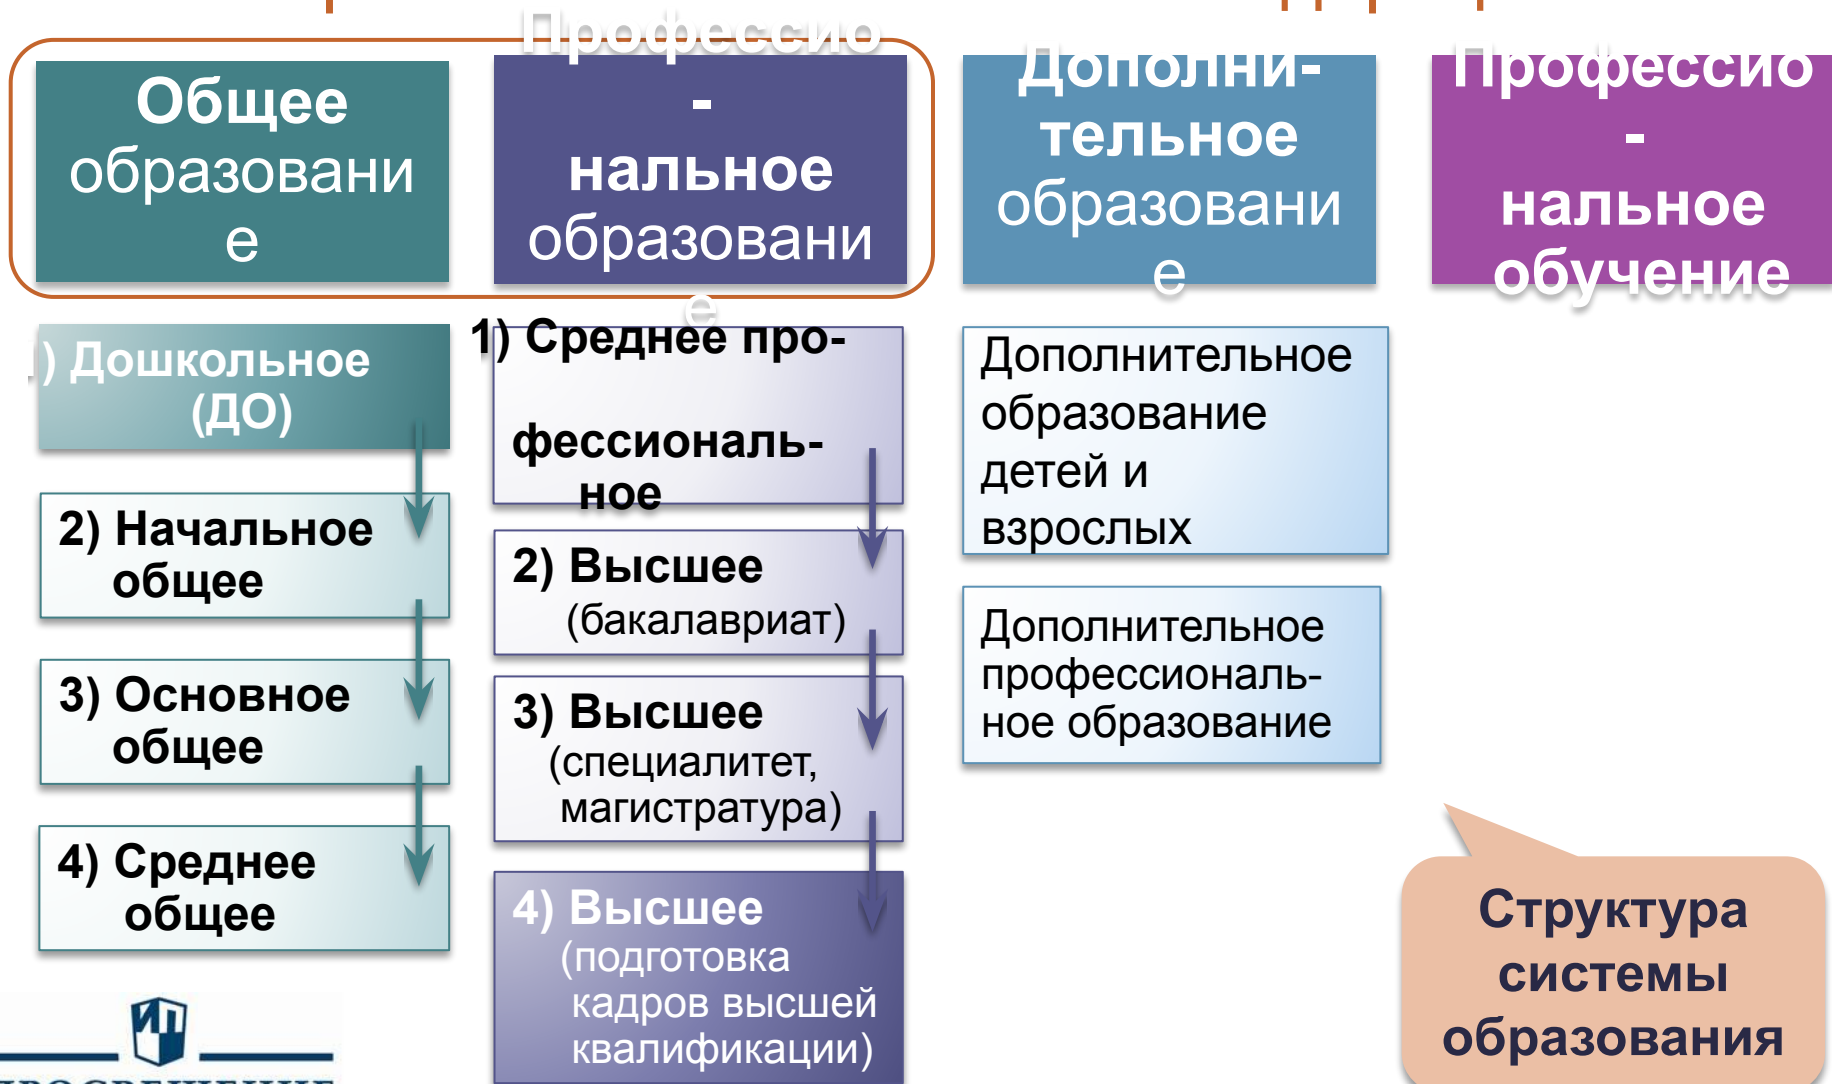 Общее
образовани
е
Профессио
-
нальное
образовани
е
Дополни-
тельное
образовани
е
Профессио
-
нальное
обучение
1) Дошкольное
(ДО)
2) Начальное
общее
3) Основное
общее
4) Среднее
общее
1) Среднее про-
фессиональ-
ное
2) Высшее
(бакалавриат)
3) Высшее
(специалитет,
магистратура)
4) Высшее
(подготовка
кадров высшей
квалификации)
Дополнительное
образование
детей и
взрослых
Дополнительное
профессиональ-
ное образование
Структура
системы
образования